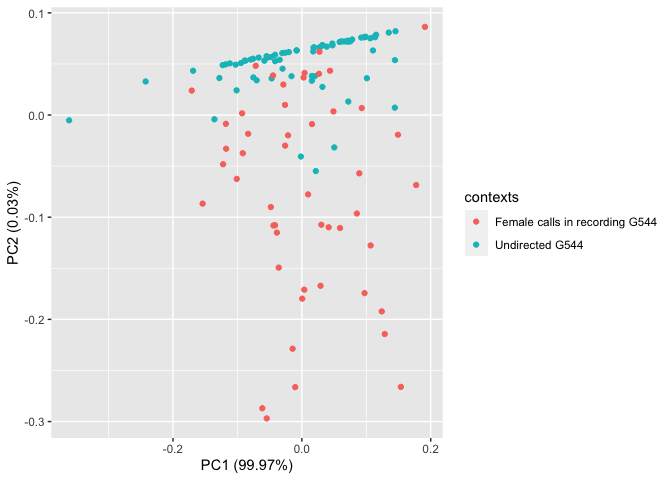 0.1
0.0
-0.1
-0.2
-0.3
PC2 (0.03%)
-0.2
0.0
0.2
PC1 (99.97%)
contexts
Female calls in recording G544
Undirected G544